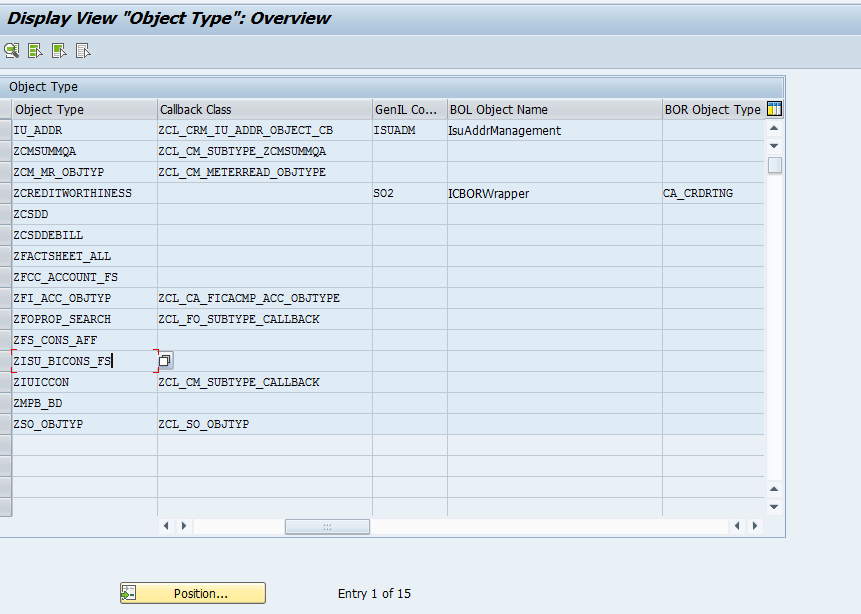 Display View "Object Type": Overview
Object Type
Object Type Callback Class GenIL Co... BOL Object Name BOR Object Type
IU_ADDR ZCL_CRM_IU_ADDR_OBJECT_CB ISUADM IsuAddrManagement
ZCMSUMMQA ZCL_CM_SUBTYPE_ZCMSUMMQA
ZCM_MR_OBJTYP ZCL_CM_METERREAD_OBJTYPE
ZCREDITWORTHINESS SO2 ICBORWrapper CA_CRDRTNG
ZCSDD
ZCSDDEBILL
ZFACTSHEET_ALL
ZFCC_ACCOUNT_FS
ZFI_ACC_OBJTYP ZCL_CA_FICACMP_ACC_OBJTYPE
ZFOPROP_SEARCH ZCL_FO_SUBTYPE_CALLBACK
ZFS_CONS_AFF
ZISU_BICONS_FS
ZIUICCON ZCL_CM_SUBTYPE_CALLBACK
ZMPB_BD
ZSO_OBJTYP ZCL_SO_OBJTYP
Position... Entry 1 of 15